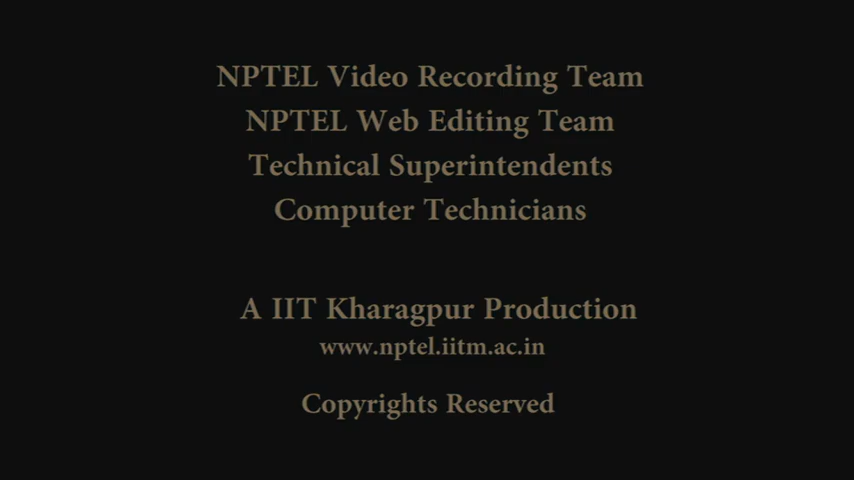 NPTEL Video Recording Team
NPTEL Web Editing Team
Technical Superintendents
Computer Technicians
A IIT Kharagpur Production
www.nptel.iitm.ac.in
Copyrights Reserved